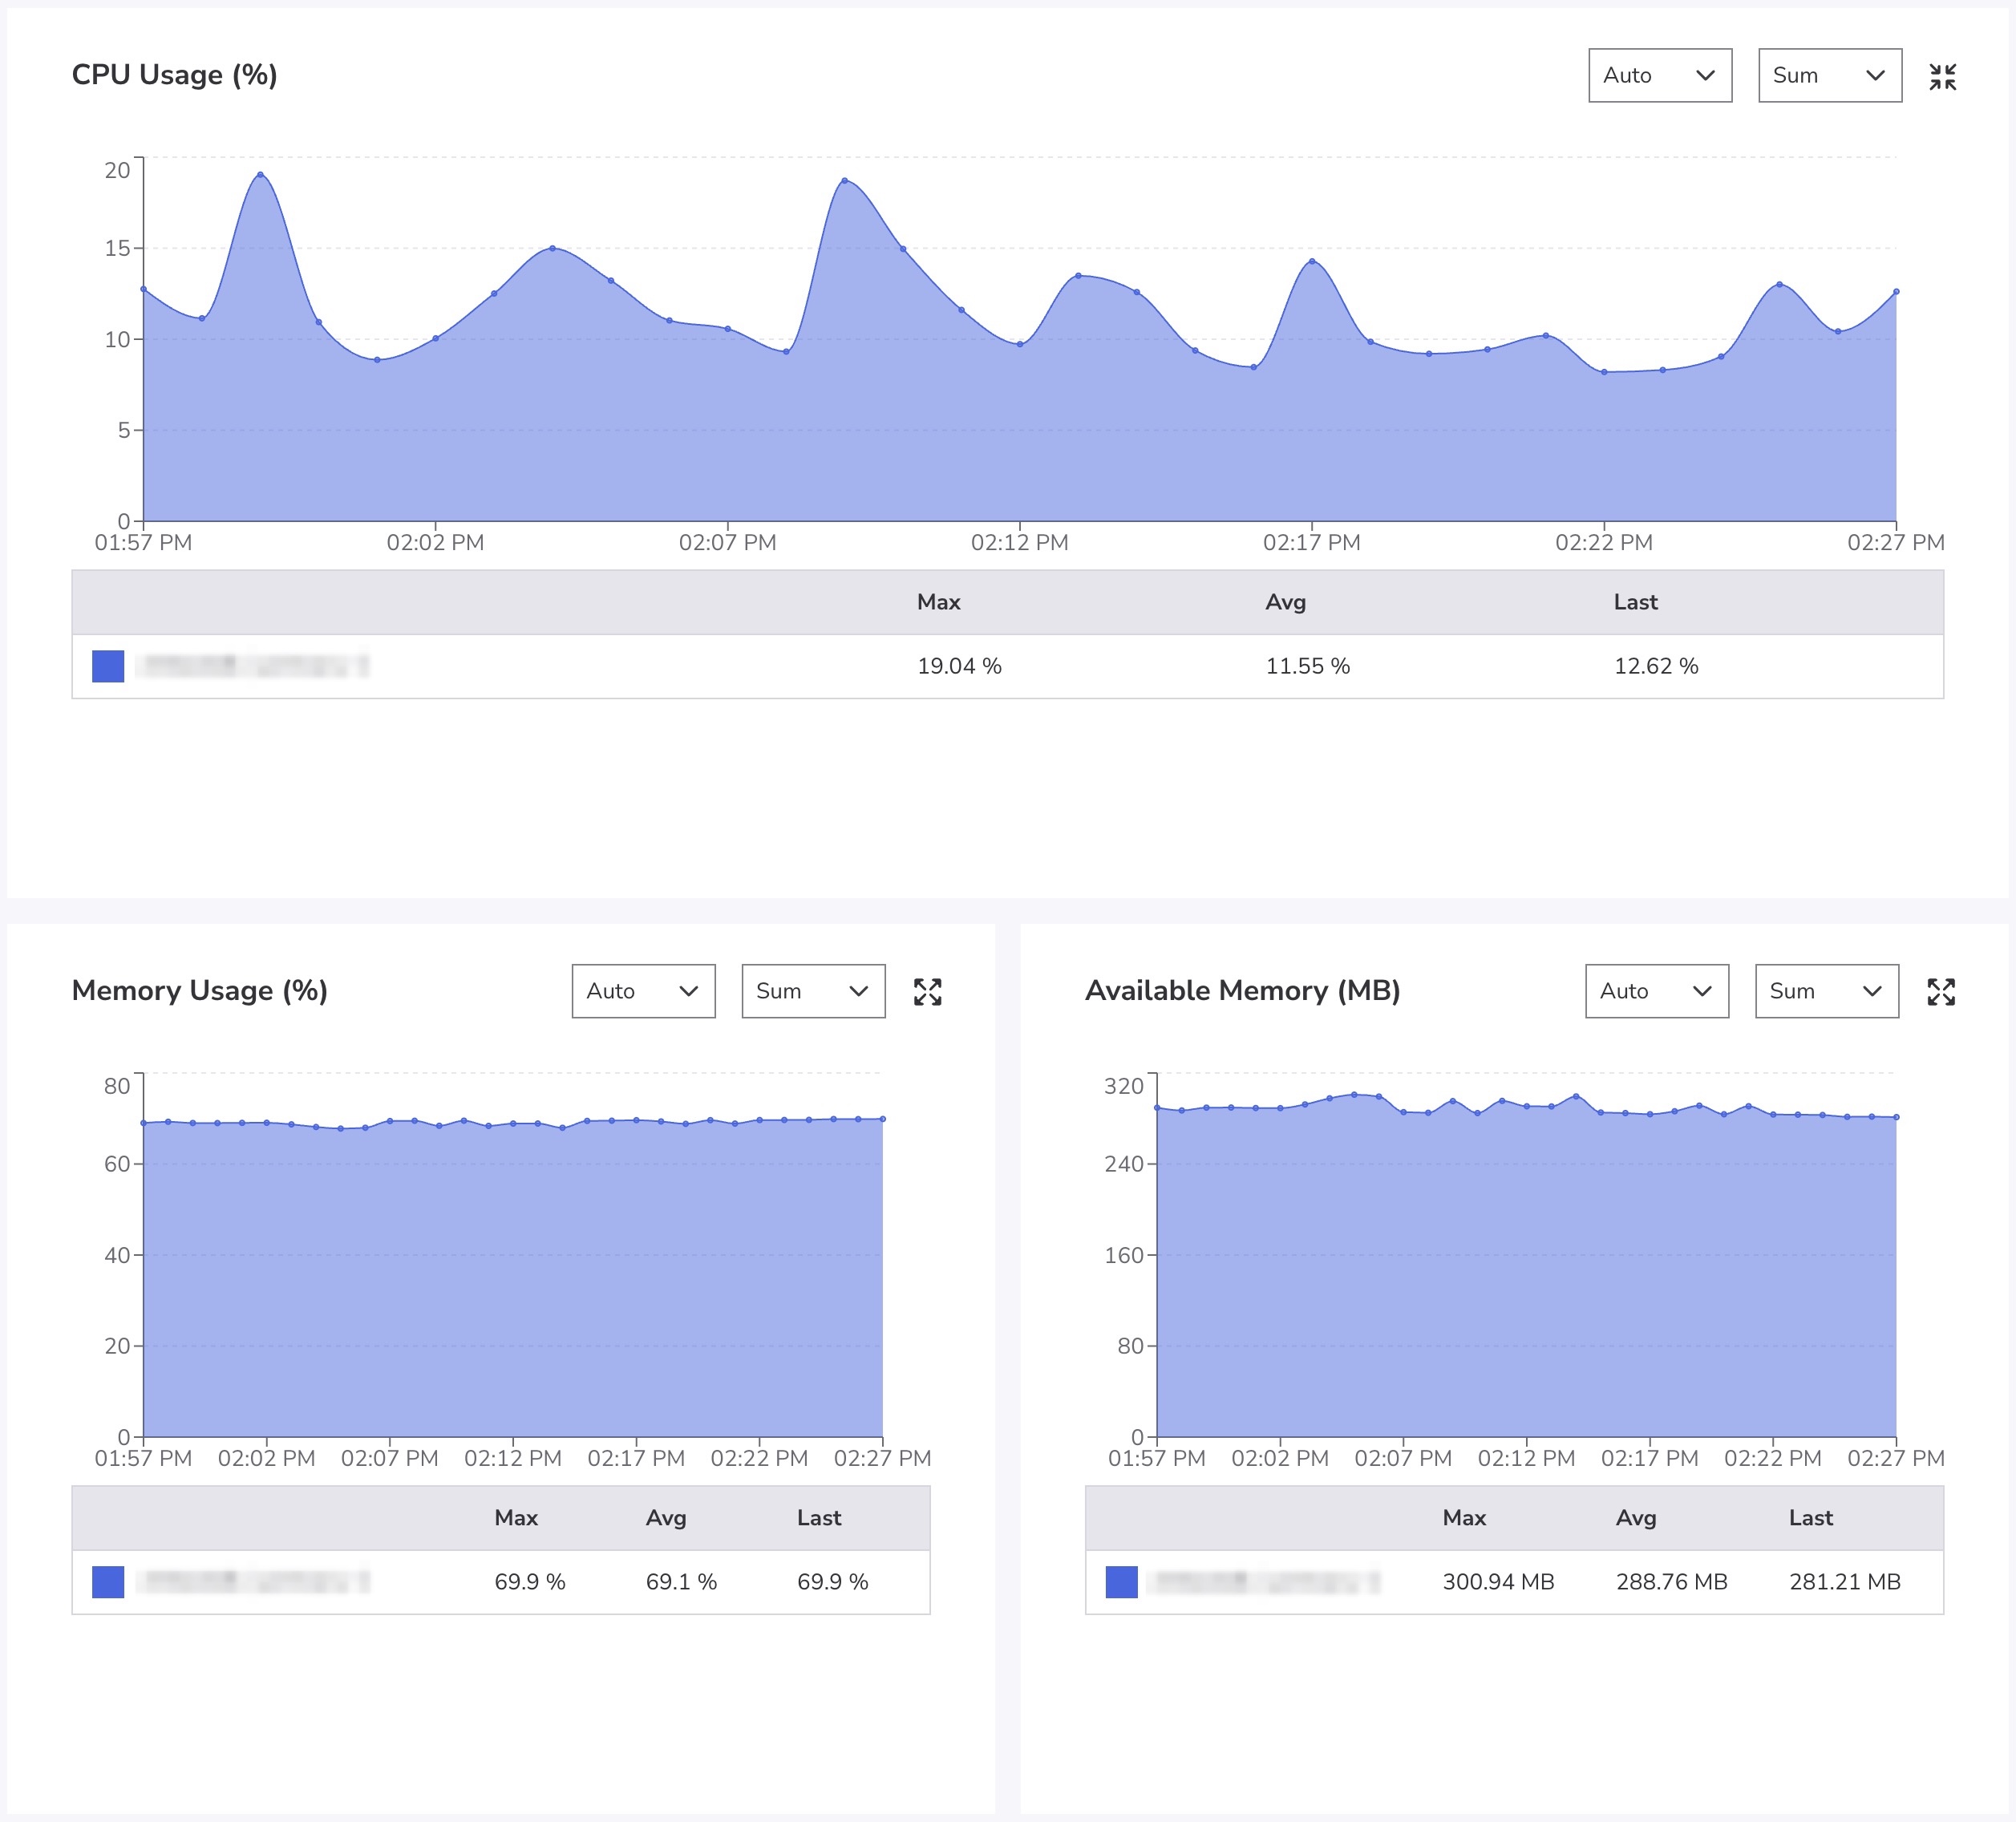 CPU Usage (%)
Auto
Sum
20
15
10
5
0
01:57 PM 02:02 PM 02:07 PM 02:12 PM 02:17 PM 02:22 PM 02:27 PM
Max Avg Last
19.04 % 11.55 % 12.62 %
Memory Usage (%)
Auto
Sum
80
60
40
20
0
01:57 PM 02:02 PM 02:07 PM 02:12 PM 02:17 PM 02:22 PM 02:27 PM
Max Avg Last
69.9 % 69.1 % 69.9 %
Available Memory (MB)
Auto
Sum
320
240
160
80
0
01:57 PM 02:02 PM 02:07 PM 02:12 PM 02:17 PM 02:22 PM 02:27 PM
Max Avg Last
300.94 MB 288.76 MB 281.21 MB